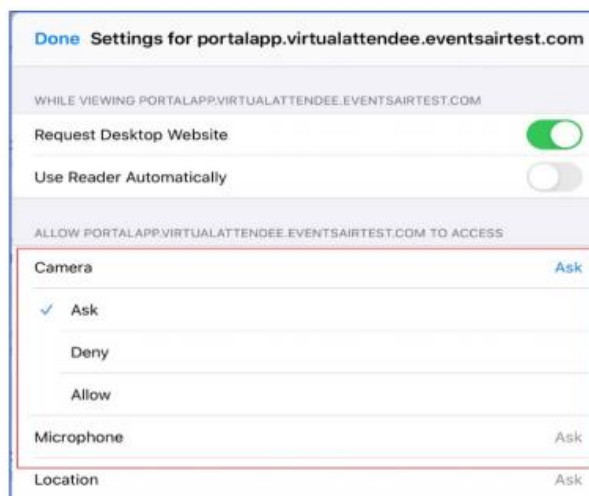 Done Settings for portalapp.virtualattendee.eventsairtest.com
WHILE VIEWING PORTALAPP.VIRTUALATTENDEE.EVENTSAIRTEST.COM
Request Desktop Website
Use Reader Automatically
ALLOW PORTALAPP.VIRTUALATTENDEE.EVENTSAIRTEST.COM TO ACCESS
Camera Ask
✓ Ask
Deny
Allow
Microphone Ask
Location Ask